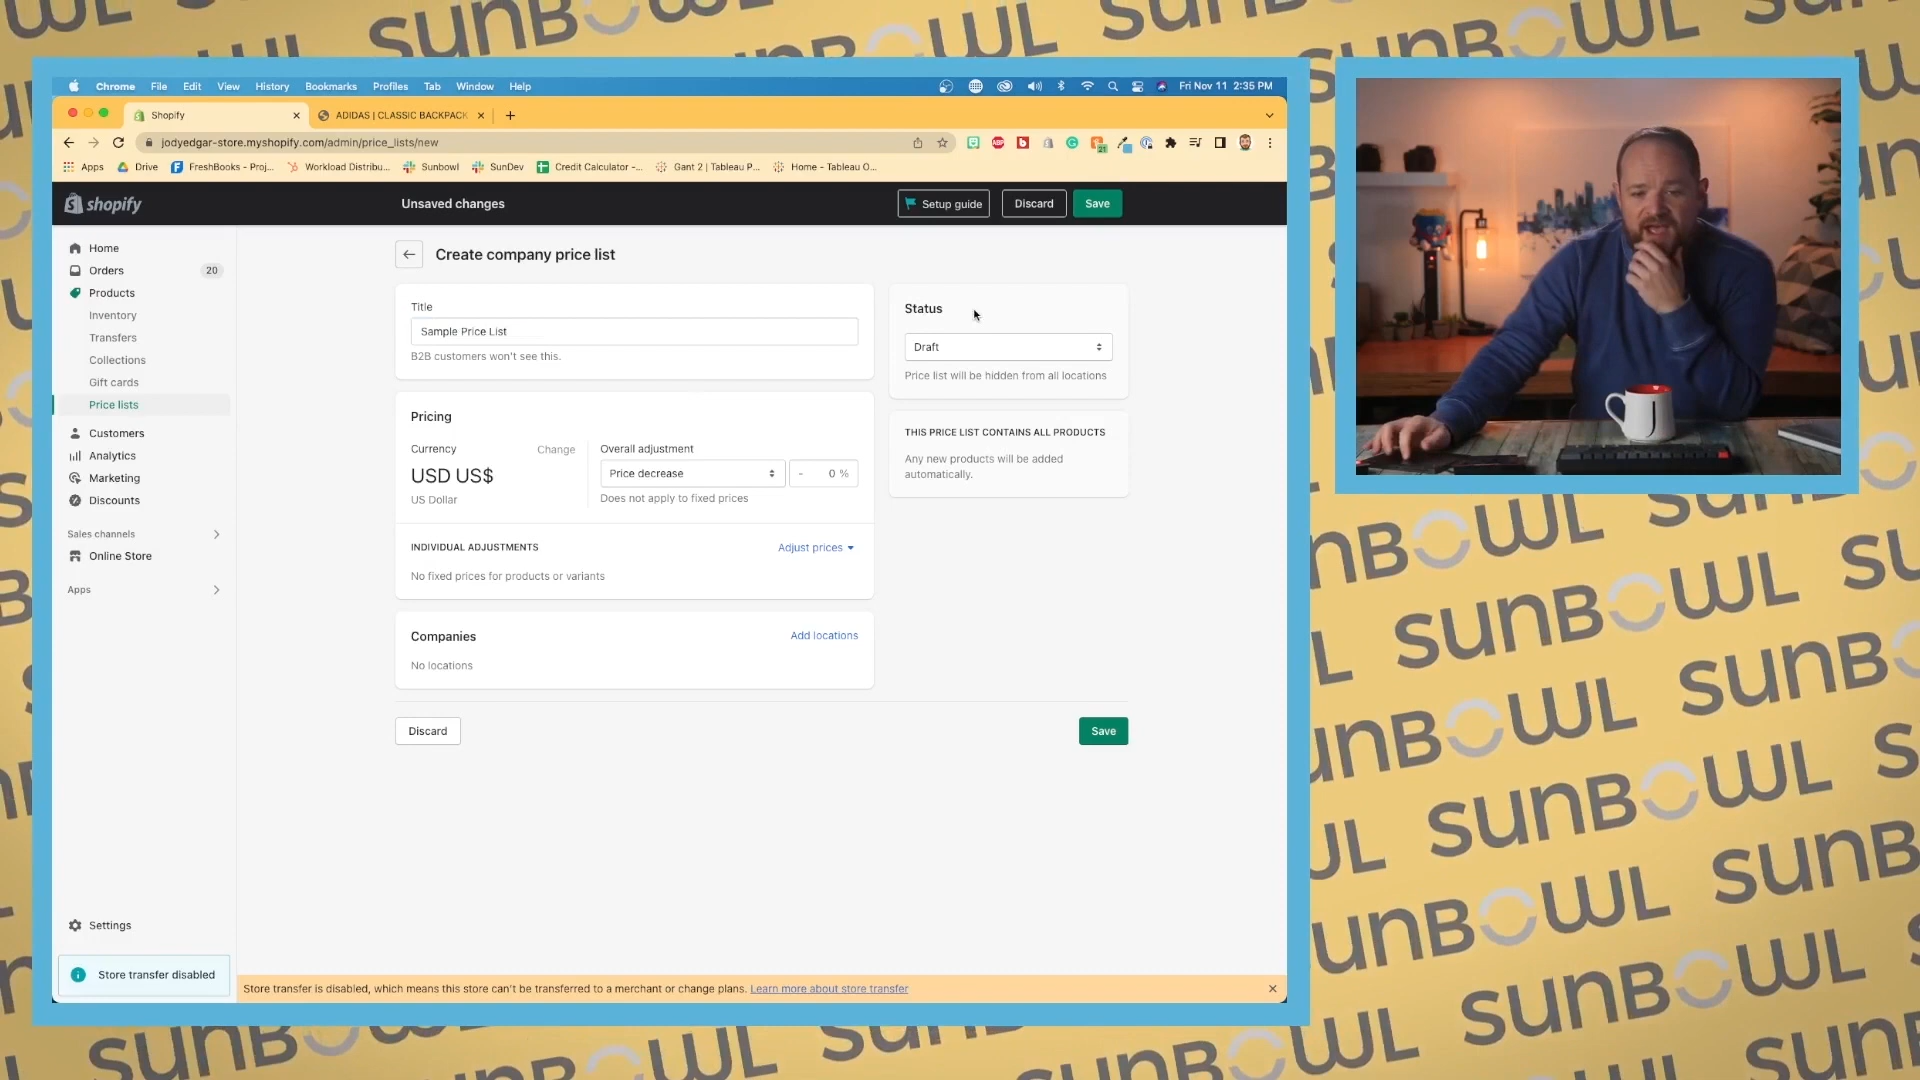 Chrome File Edit View History Bookmarks Profiles Tab Window Help Fri Nov 11 2:35 PM
Shopify ADIDAS | CLASSIC BACKPACK
jodyedgar-store.myshopify.com/admin/price_lists/new
Apps Drive FreshBooks - Proj... Workload Distribu... Sunbowl SunDev Credit Calculator -... Gant 2 | Tableau P... Home - Tableau O...
shopify Unsaved changes Setup guide Discard Save
Home
Orders 20
Products
Inventory
Transfers
Collections
Gift cards
Price lists
Customers
Analytics
Marketing
Discounts
Sales channels
Online Store
Apps
Settings
Store transfer disabled
Create company price list
Title
Sample Price List
B2B customers won't see this.
Pricing
Currency Change
USD US$
US Dollar
Overall adjustment
Price decrease - 0 %
Does not apply to fixed prices
INDIVIDUAL ADJUSTMENTS Adjust prices
No fixed prices for products or variants
Companies Add locations
No locations
Discard Save
Status
Draft
Price list will be hidden from all locations
THIS PRICE LIST CONTAINS ALL PRODUCTS
Any new products will be added
automatically.
Store transfer is disabled, which means this store can't be transferred to a merchant or change plans. Learn more about store transfer
SUNBOWL
SUNBOWL
SUNBOWL
SUNBOWL
SUNBOWL